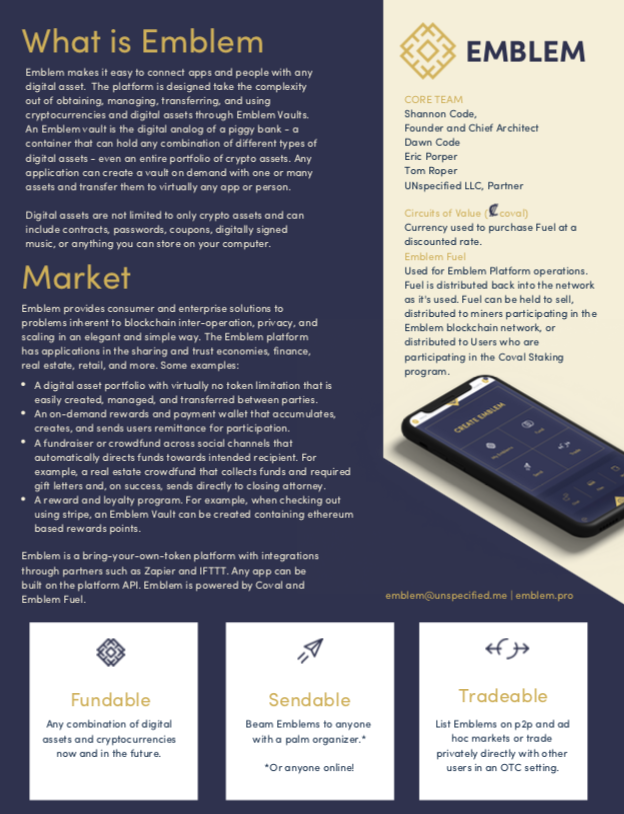 What is Emblem
Emblem makes it easy to connect apps and people with any
digital asset. The platform is designed take the complexity
out of obtaining, managing, transferring, and using
cryptocurrencies and digital assets through Emblem Vaults.
An Emblem vault is the digital analog of a piggy bank - a
container that can hold any combination of different types of
digital assets - even an entire portfolio of crypto assets. Any
application can create a vault on demand with one or many
assets and transfer them to virtually any app or person.
Digital assets are not limited to only crypto assets and can
include contracts, passwords, coupons, digitally signed
music, or anything you can store on your computer.
Market
Emblem provides consumer and enterprise solutions to
problems inherent to blockchain inter-operation, privacy, and
scaling in an elegant and simple way. The Emblem platform
has applications in the sharing and trust economies, finance,
real estate, retail, and more. Some examples:
• A digital asset portfolio with virtually no token limitation that is
easily created, managed, and transferred between parties.
• An on-demand rewards and payment wallet that accumulates,
creates, and sends users remittance for participation.
• A fundraiser or crowdfund across social channels that
automatically directs funds towards intended recipient. For
example, a real estate crowdfund that collects funds and required
gift letters and, on success, sends directly to closing attorney.
• A reward and loyalty program. For example, when checking out
using stripe, an Emblem Vault can be created containing ethereum
based rewards points.
Emblem is a bring-your-own-token platform with integrations
through partners such as Zapier and IFTTT. Any app can be
built on the platform API. Emblem is powered by Coval and
Emblem Fuel.
EMBLEM
CORE TEAM
Shannon Code,
Founder and Chief Architect
Dawn Code
Eric Porper
Tom Roper
UNspecified LLC, Partner
Circuits of Value (coval)
Currency used to purchase Fuel at a
discounted rate.
Emblem Fuel
Used for Emblem Platform operations.
Fuel is distributed back into the network
as it's used. Fuel can be held to sell,
distributed to miners participating in the
Emblem blockchain network, or
distributed to Users who are
participating in the Coval Staking
program.
CREATE EMBLEM
emblem@unspecified.me | emblem.pro
Fundable
Any combination of digital
assets and cryptocurrencies
now and in the future.
Sendable
Beam Emblems to anyone
with a palm organizer.*
*Or anyone online!
Tradeable
List Emblems on p2p and ad
hoc markets or trade
privately directly with other
users in an OTC setting.